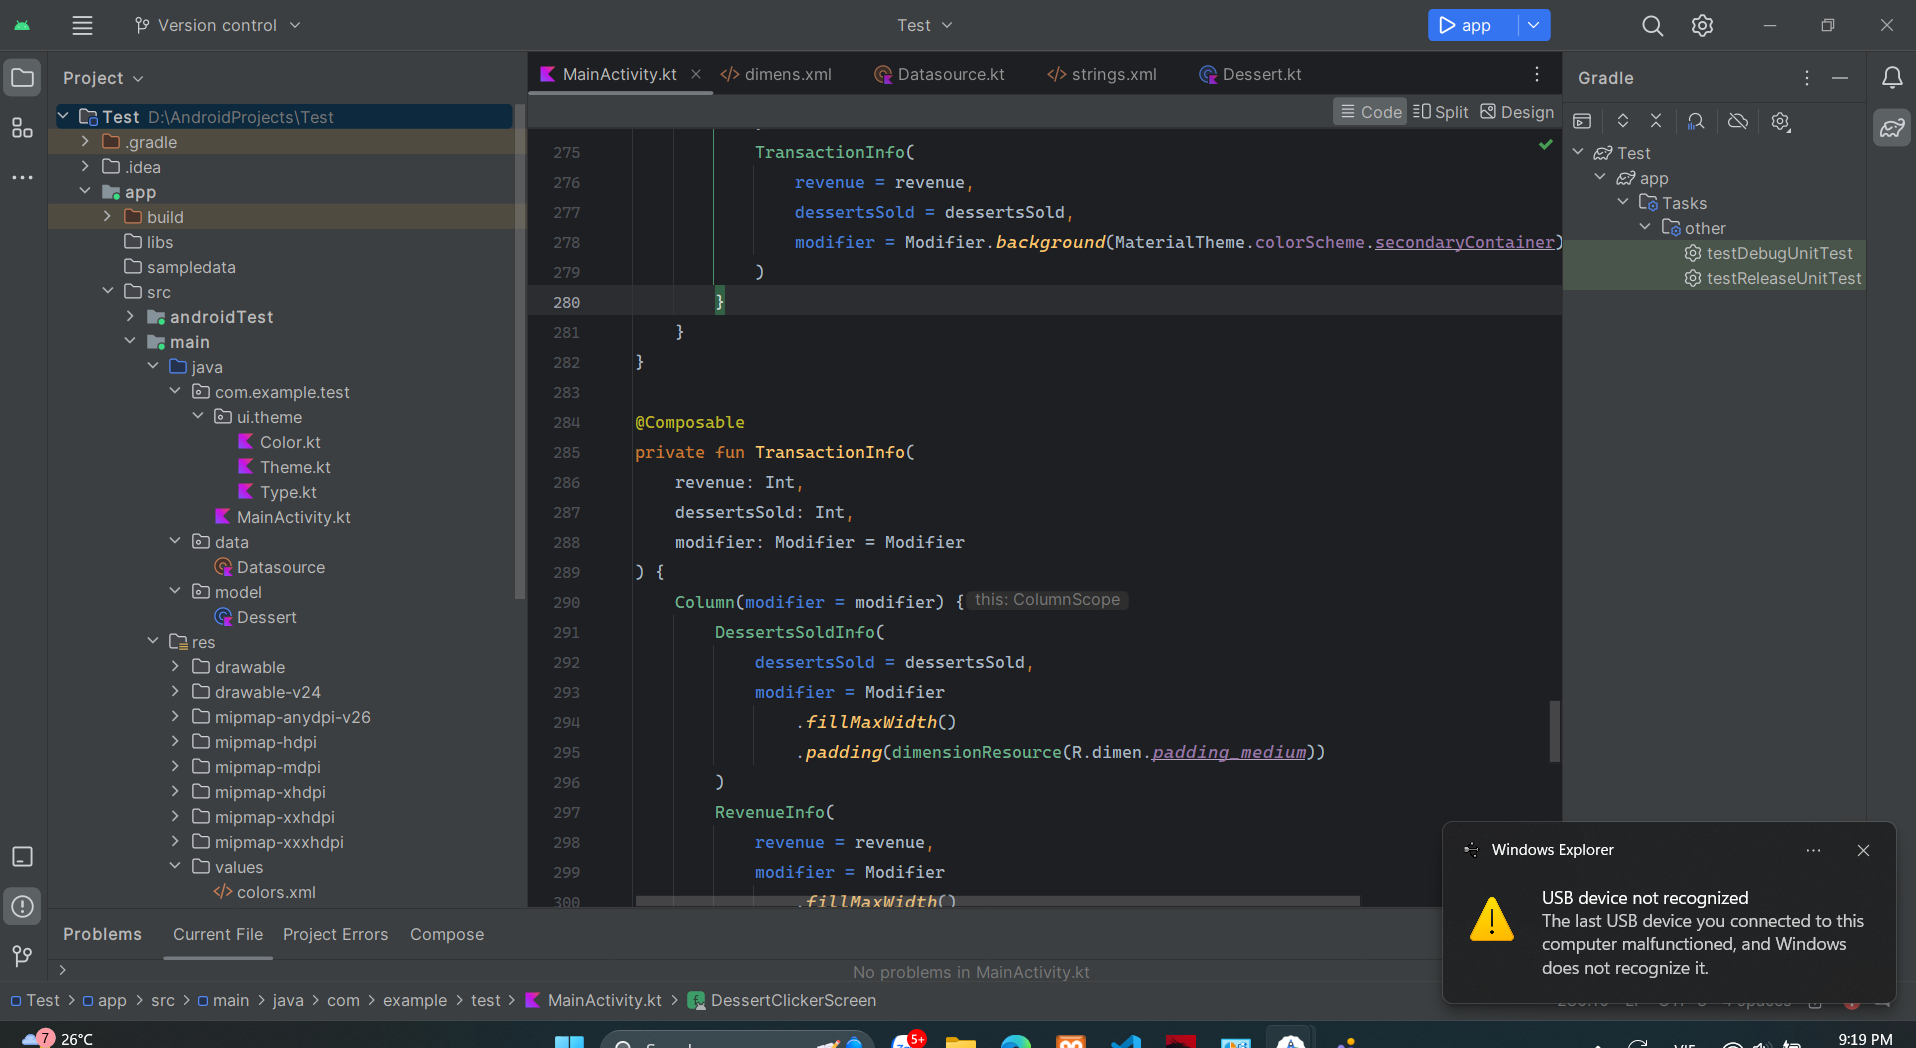 Version control
Test
app
Project
MainActivity.kt
dimens.xml
Datasource.kt
strings.xml
Dessert.kt
Gradle
Code
Split
Design
Test D:\AndroidProjects\Test
.gradle
.idea
app
build
libs
sampledata
src
androidTest
main
java
com.example.test
ui.theme
Color.kt
Theme.kt
Type.kt
MainActivity.kt
data
Datasource
model
Dessert
res
drawable
drawable-v24
mipmap-anydpi-v26
mipmap-hdpi
mipmap-mdpi
mipmap-xhdpi
mipmap-xxhdpi
mipmap-xxxhdpi
values
colors.xml
275 TransactionInfo(
276 revenue = revenue,
277 dessertsSold = dessertsSold,
278 modifier = Modifier.background(MaterialTheme.colorScheme.secondaryContainer)
279 )
280 }
281 }
282 }
283
284 @Composable
285 private fun TransactionInfo(
286 revenue: Int,
287 dessertsSold: Int,
288 modifier: Modifier = Modifier
289 ) {
290 Column(modifier = modifier) { this: ColumnScope
291 DessertsSoldInfo(
292 dessertsSold = dessertsSold,
293 modifier = Modifier
294 .fillMaxWidth()
295 .padding(dimensionResource(R.dimen.padding_medium))
296 )
297 RevenueInfo(
298 revenue = revenue,
299 modifier = Modifier
300 .fillMaxWidth()
Test
app
Tasks
other
testDebugUnitTest
testReleaseUnitTest
Windows Explorer
USB device not recognized
The last USB device you connected to this
computer malfunctioned, and Windows
does not recognize it.
Problems
Current File
Project Errors
Compose
No problems in MainActivity.kt
Test > app > src > main > java > com > example > test > MainActivity.kt > DessertClickerScreen
7
26°C
5+
9:19 PM